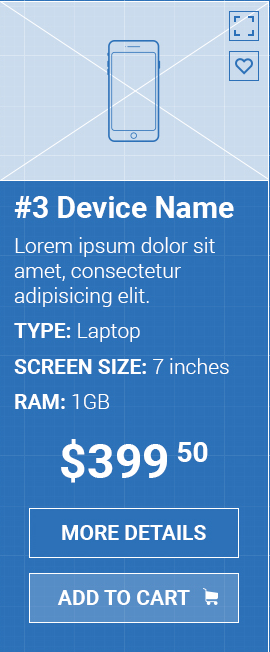 #3 Device Name
Lorem ipsum dolor sit
amet, consectetur
adipisicing elit.
TYPE: Laptop
SCREEN SIZE: 7 inches
RAM: 1GB
$399 50
MORE DETAILS
ADD TO CART